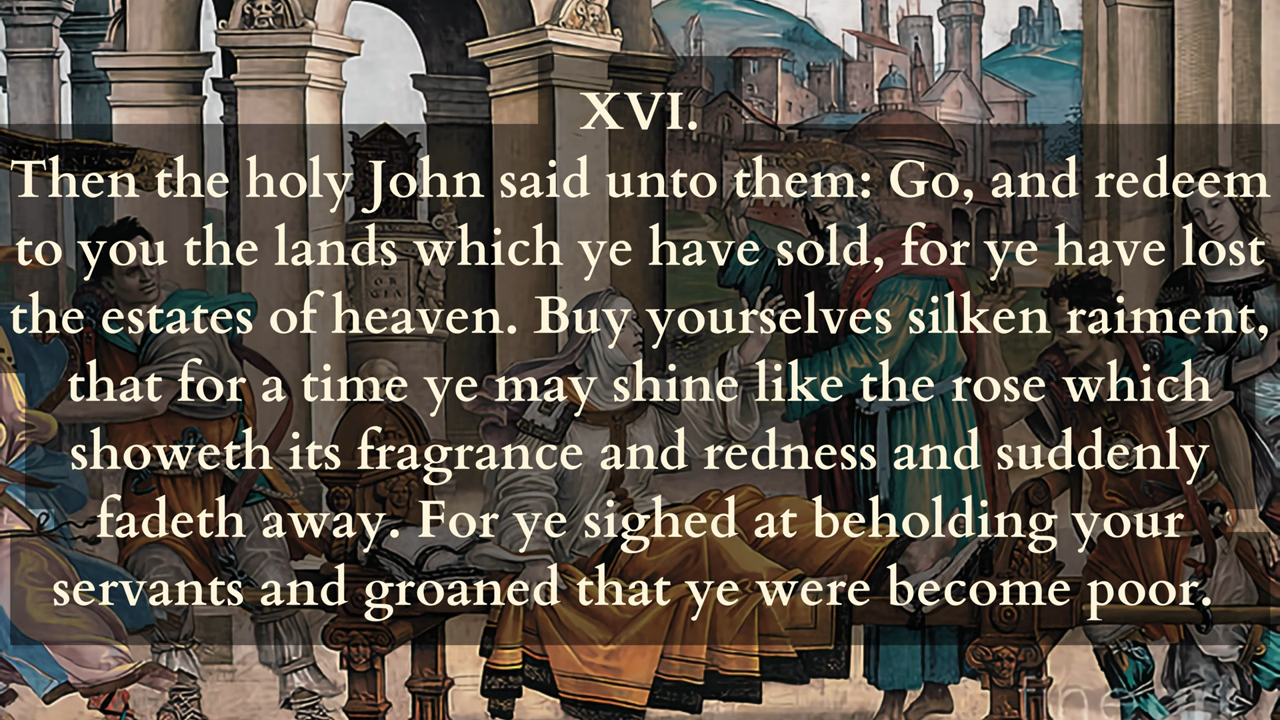 XVI.
Then the holy John said unto them: Go, and redeem
to you the lands which ye have sold, for ye have lost
the estates of heaven. Buy yourselves silken raiment,
that for a time ye may shine like the rose which
showeth its fragrance and redness and suddenly
fadeth away. For ye sighed at beholding your
servants and groaned that ye were become poor.